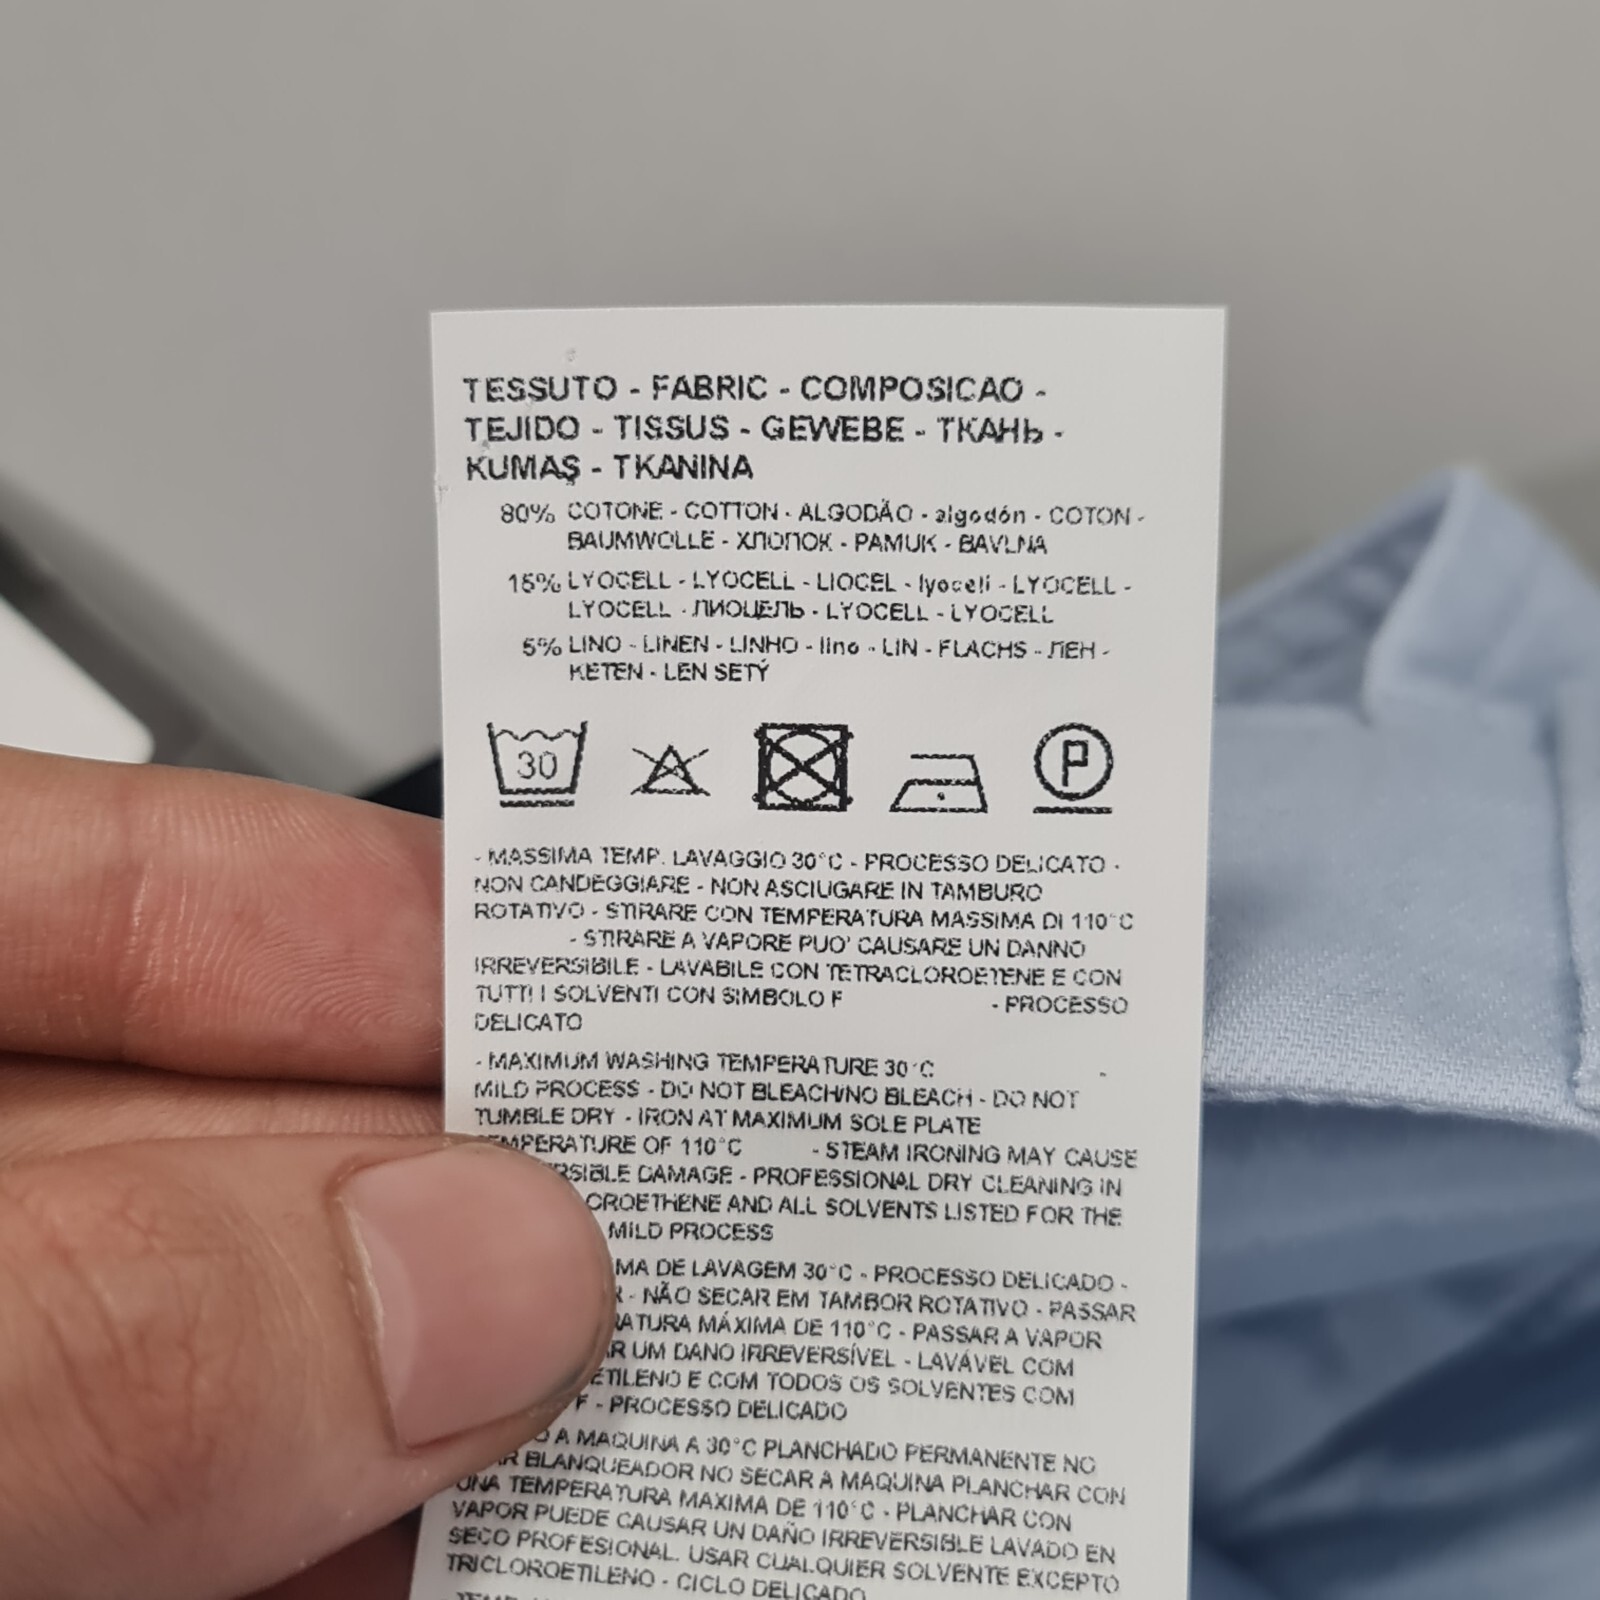 TESSUTO - FABRIC - COMPOSICAO -
TEJIDO - TISSUS - GEWEBE - ТКАНЬ -
KUMAŞ - TKANINA
80% COTONE - COTTON - ALGODÃO - algodón - COTON -
BAUMWOLLE - ХЛОПОК - PAMUK - BAVLNA
15% LYOCELL - LYOCELL - LIOCEL - lyocell - LYOCELL -
LYOCELL - ЛИОЦЕЛЬ - LYOCELL - LYOCELL
5% LINO - LINEN - LINHO - lino - LIN - FLACHS - ЛЕН -
KETEN - LEN SETÝ
30 P
- MASSIMA TEMP. LAVAGGIO 30°C - PROCESSO DELICATO -
NON CANDEGGIARE - NON ASCIUGARE IN TAMBURO
ROTATIVO - STIRARE CON TEMPERATURA MASSIMA DI 110°C
- STIRARE A VAPORE PUO' CAUSARE UN DANNO
IRREVERSIBILE - LAVABILE CON TETRACLOROETENE E CON
TUTTI I SOLVENTI CON SIMBOLO F - PROCESSO
DELICATO
- MAXIMUM WASHING TEMPERATURE 30°C -
MILD PROCESS - DO NOT BLEACH/NO BLEACH - DO NOT
TUMBLE DRY - IRON AT MAXIMUM SOLE PLATE
TEMPERATURE OF 110°C - STEAM IRONING MAY CAUSE
RSIBLE DAMAGE - PROFESSIONAL DRY CLEANING IN
OROETHENE AND ALL SOLVENTS LISTED FOR THE
MILD PROCESS
MA DE LAVAGEM 30°C - PROCESSO DELICADO -
R - NÃO SECAR EM TAMBOR ROTATIVO - PASSAR
RATURA MÁXIMA DE 110°C - PASSAR A VAPOR
AR UM DANO IRREVERSÍVEL - LAVÁVEL COM
ETILENO E COM TODOS OS SOLVENTES COM
F - PROCESSO DELICADO
O A MAQUINA A 30°C PLANCHADO PERMANENTE NO
AR BLANQUEADOR NO SECAR A MAQUINA PLANCHAR CON
UNA TEMPERATURA MAXIMA DE 110°C - PLANCHAR CON
VAPOR PUEDE CAUSAR UN DAÑO IRREVERSIBLE LAVADO EN
SECO PROFESIONAL. USAR CUALQUIER SOLVENTE EXCEPTO
TRICLOROETILENO - CICLO DELICADO